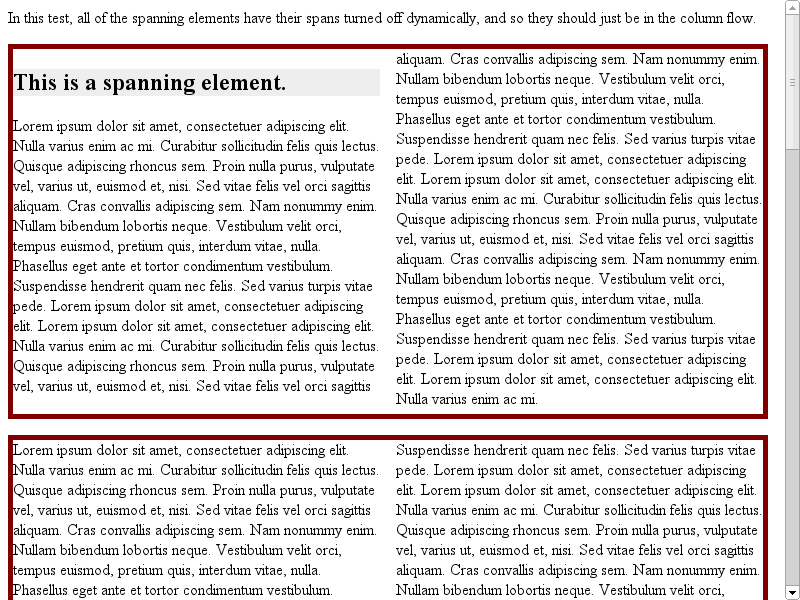 In this test, all of the spanning elements have their spans turned off dynamically, and so they should just be in the column flow.
This is a spanning element.
Lorem ipsum dolor sit amet, consectetuer adipiscing elit.
Nulla varius enim ac mi. Curabitur sollicitudin felis quis lectus.
Quisque adipiscing rhoncus sem. Proin nulla purus, vulputate
vel, varius ut, euismod et, nisi. Sed vitae felis vel orci sagittis
aliquam. Cras convallis adipiscing sem. Nam nonummy enim.
Nullam bibendum lobortis neque. Vestibulum velit orci,
tempus euismod, pretium quis, interdum vitae, nulla.
Phasellus eget ante et tortor condimentum vestibulum.
Suspendisse hendrerit quam nec felis. Sed varius turpis vitae
pede. Lorem ipsum dolor sit amet, consectetuer adipiscing
elit. Lorem ipsum dolor sit amet, consectetuer adipiscing elit.
Nulla varius enim ac mi. Curabitur sollicitudin felis quis lectus.
Quisque adipiscing rhoncus sem. Proin nulla purus, vulputate
vel, varius ut, euismod et, nisi. Sed vitae felis vel orci sagittis
aliquam. Cras convallis adipiscing sem. Nam nonummy enim.
Nullam bibendum lobortis neque. Vestibulum velit orci,
tempus euismod, pretium quis, interdum vitae, nulla.
Phasellus eget ante et tortor condimentum vestibulum.
Suspendisse hendrerit quam nec felis. Sed varius turpis vitae
pede. Lorem ipsum dolor sit amet, consectetuer adipiscing
elit. Lorem ipsum dolor sit amet, consectetuer adipiscing elit.
Nulla varius enim ac mi. Curabitur sollicitudin felis quis lectus.
Quisque adipiscing rhoncus sem. Proin nulla purus, vulputate
vel, varius ut, euismod et, nisi. Sed vitae felis vel orci sagittis
aliquam. Cras convallis adipiscing sem. Nam nonummy enim.
Nullam bibendum lobortis neque. Vestibulum velit orci,
tempus euismod, pretium quis, interdum vitae, nulla.
Phasellus eget ante et tortor condimentum vestibulum.
Suspendisse hendrerit quam nec felis. Sed varius turpis vitae
pede. Lorem ipsum dolor sit amet, consectetuer adipiscing
elit. Lorem ipsum dolor sit amet, consectetuer adipiscing elit.
Nulla varius enim ac mi.
Lorem ipsum dolor sit amet, consectetuer adipiscing elit.
Nulla varius enim ac mi. Curabitur sollicitudin felis quis lectus.
Quisque adipiscing rhoncus sem. Proin nulla purus, vulputate
vel, varius ut, euismod et, nisi. Sed vitae felis vel orci sagittis
aliquam. Cras convallis adipiscing sem. Nam nonummy enim.
Nullam bibendum lobortis neque. Vestibulum velit orci,
tempus euismod, pretium quis, interdum vitae, nulla.
Phasellus eget ante et tortor condimentum vestibulum.
Suspendisse hendrerit quam nec felis. Sed varius turpis vitae
pede. Lorem ipsum dolor sit amet, consectetuer adipiscing
elit. Lorem ipsum dolor sit amet, consectetuer adipiscing elit.
Nulla varius enim ac mi. Curabitur sollicitudin felis quis lectus.
Quisque adipiscing rhoncus sem. Proin nulla purus, vulputate
vel, varius ut, euismod et, nisi. Sed vitae felis vel orci sagittis
aliquam. Cras convallis adipiscing sem. Nam nonummy enim.
Nullam bibendum lobortis neque. Vestibulum velit orci,